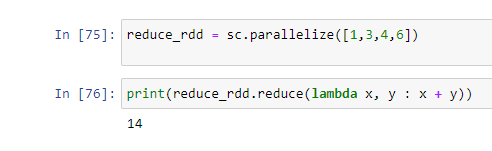 In [75]: reduce_rdd = sc.parallelize([1,3,4,6])
In [76]: print(reduce_rdd.reduce(lambda x, y : x + y))
14